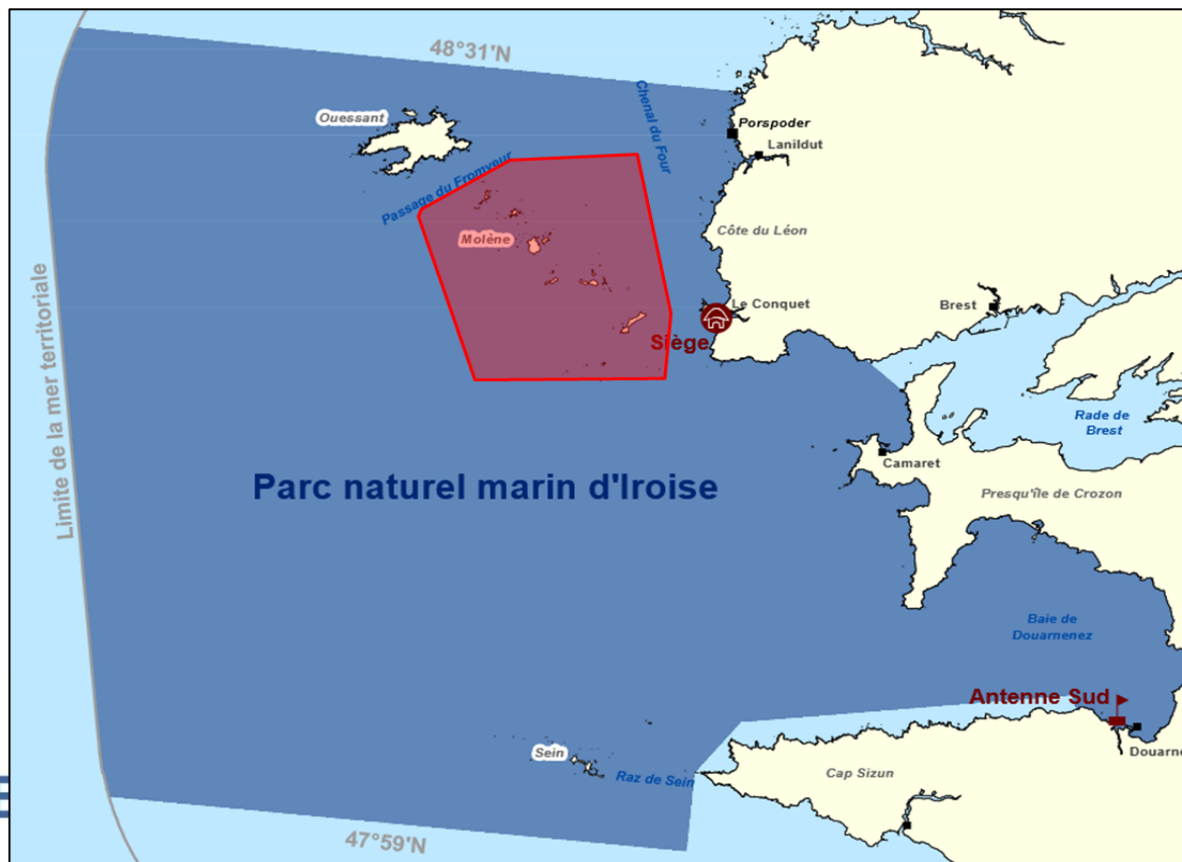 48°31'N
Chenal du Four
Ouessant
Porspoder
Lanildut
Passage du Fromveur
Molène
Côte du Léon
Le Conquet
Brest
Siège
Limite de la mer territoriale
Rade de
Brest
Camaret
Parc naturel marin d'Iroise
Presqu'île de Crozon
Baie de
Douarnenez
Antenne Sud
Sein
Raz de Sein
Cap Sizun
Douarne
47°59'N